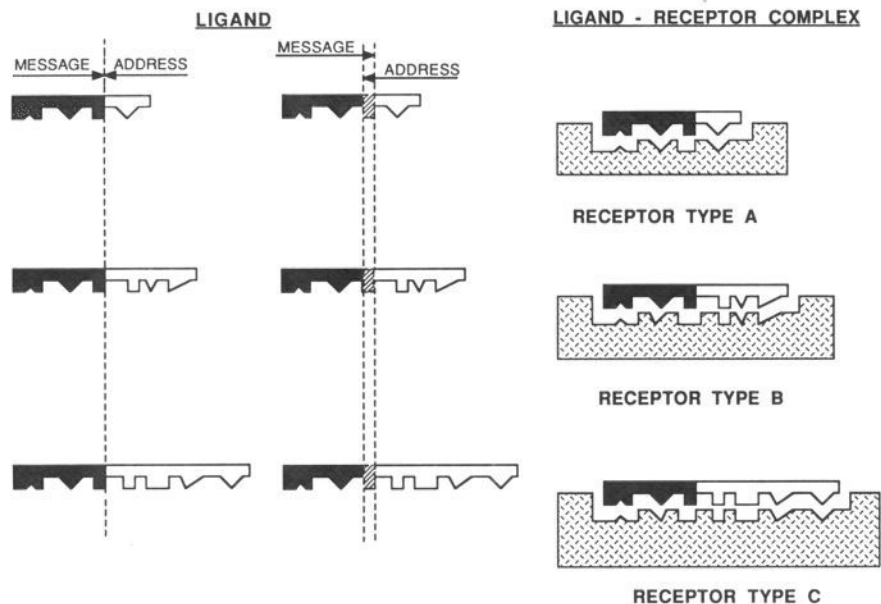 LIGAND
MESSAGE
ADDRESS
MESSAGE
ADDRESS
LIGAND - RECEPTOR COMPLEX
RECEPTOR TYPE A
RECEPTOR TYPE B
RECEPTOR TYPE C